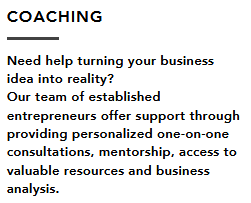 COACHING
Need help turning your business
idea into reality?
Our team of established
entrepreneurs offer support through
providing personalized one-on-one
consultations, mentorship, access to
valuable resources and business
analysis.